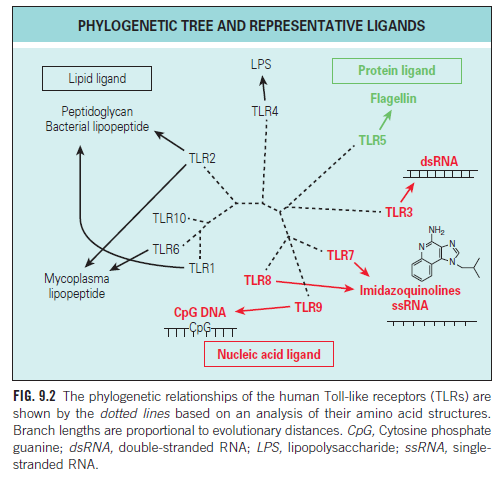 PHYLOGENETIC TREE AND REPRESENTATIVE LIGANDS
Lipid ligand
LPS
Protein ligand
Peptidoglycan
Bacterial lipopeptide
TLR4
Flagellin
TLR5
TLR2
dsRNA
TLR10
TLR3
TLR6
TLR1
TLR7
NH₂
N
N
N
Mycoplasma
lipopeptide
TLR8
Imidazoquinolines
ssRNA
CpG DNA
CpG
TLR9
Nucleic acid ligand
FIG. 9.2 The phylogenetic relationships of the human Toll-like receptors (TLRs) are
shown by the dotted lines based on an analysis of their amino acid structures.
Branch lengths are proportional to evolutionary distances. CpG, Cytosine phosphate
guanine; dsRNA, double-stranded RNA; LPS, lipopolysaccharide; ssRNA, single-
stranded RNA.